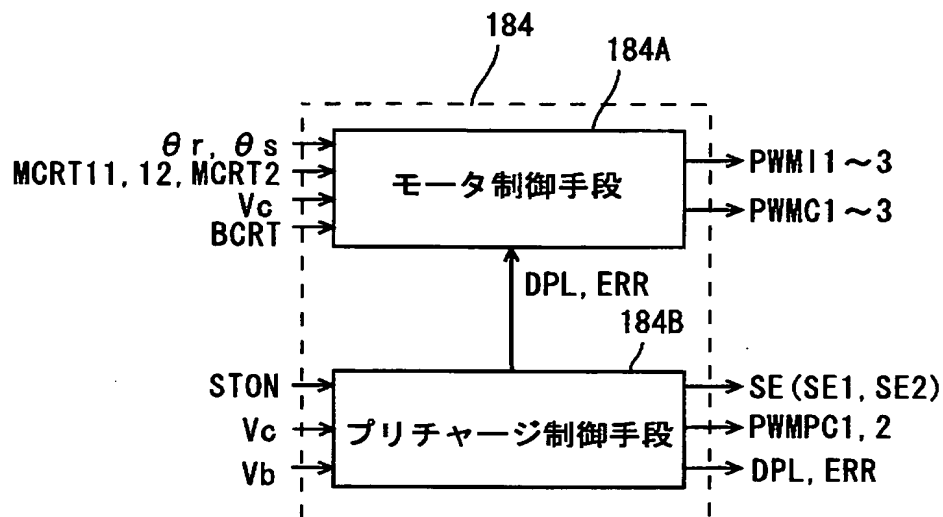 184
184A
θr, θs
MCRT11, 12, MCRT2
Vc
BCRT
モータ制御手段
PWMI1～3
PWMC1～3
DPL, ERR
184B
STON
Vc
Vb
プリチャージ制御手段
SE(SE1, SE2)
PWMPC1, 2
DPL, ERR